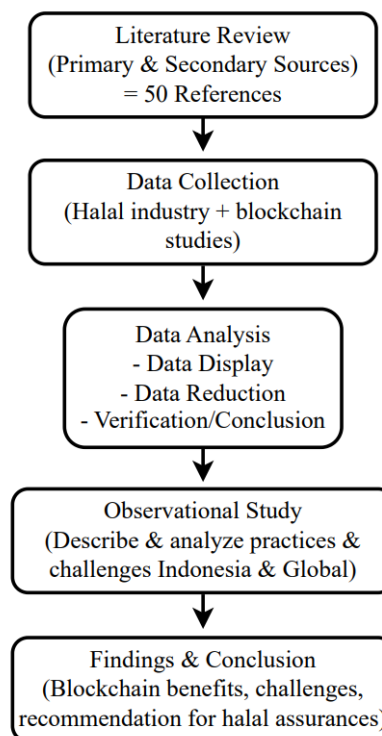 Literature Review
(Primary & Secondary Sources)
= 50 References
Data Collection
(Halal industry + blockchain
studies)
Data Analysis
- Data Display
- Data Reduction
- Verification/Conclusion
Observational Study
(Describe & analyze practices &
challenges Indonesia & Global)
Findings & Conclusion
(Blockchain benefits, challenges,
recommendation for halal assurances)